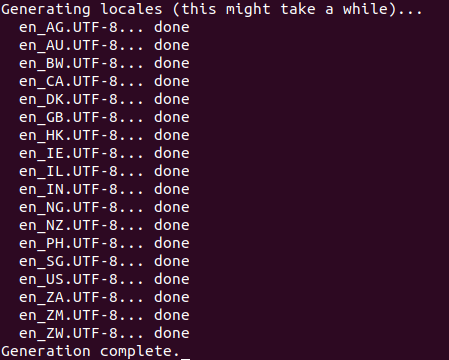 Generating locales (this might take a while)...
  en_AG.UTF-8... done
  en_AU.UTF-8... done
  en_BW.UTF-8... done
  en_CA.UTF-8... done
  en_DK.UTF-8... done
  en_GB.UTF-8... done
  en_HK.UTF-8... done
  en_IE.UTF-8... done
  en_IL.UTF-8... done
  en_IN.UTF-8... done
  en_NG.UTF-8... done
  en_NZ.UTF-8... done
  en_PH.UTF-8... done
  en_SG.UTF-8... done
  en_US.UTF-8... done
  en_ZA.UTF-8... done
  en_ZM.UTF-8... done
  en_ZW.UTF-8... done
Generation complete.